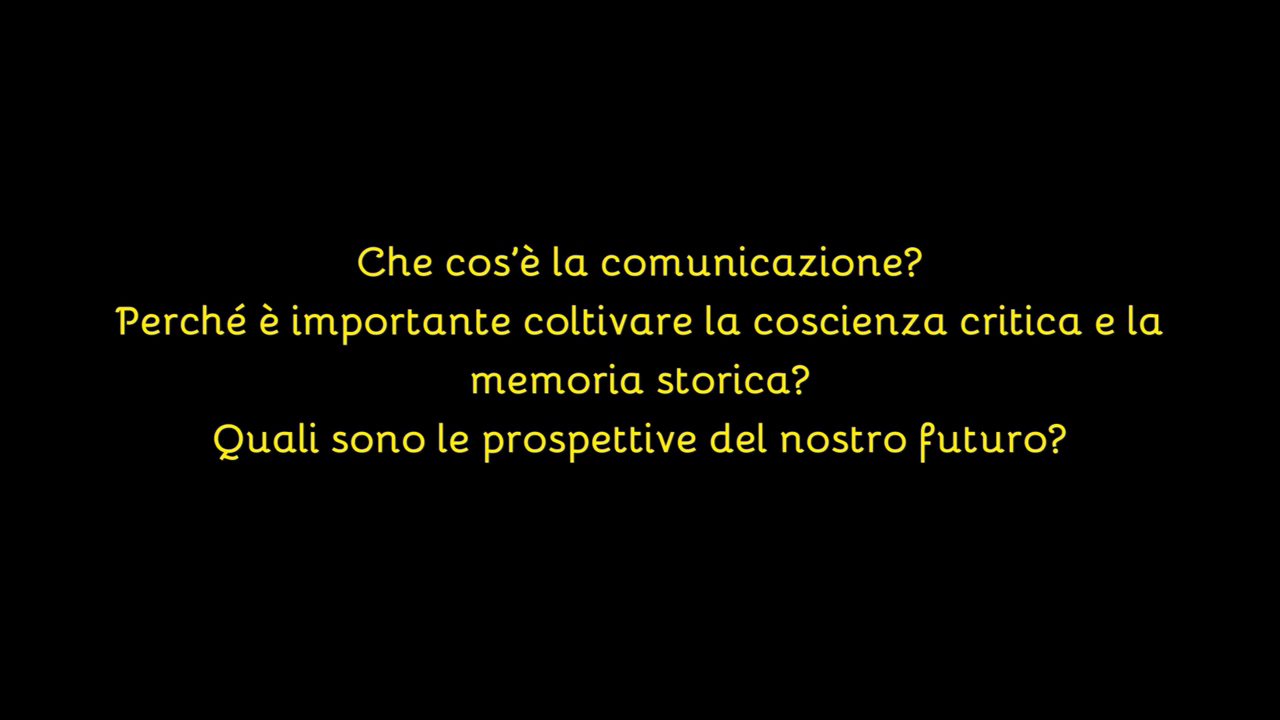 Che cos'è la comunicazione?
Perché è importante coltivare la coscienza critica e la
memoria storica?
Quali sono le prospettive del nostro futuro?